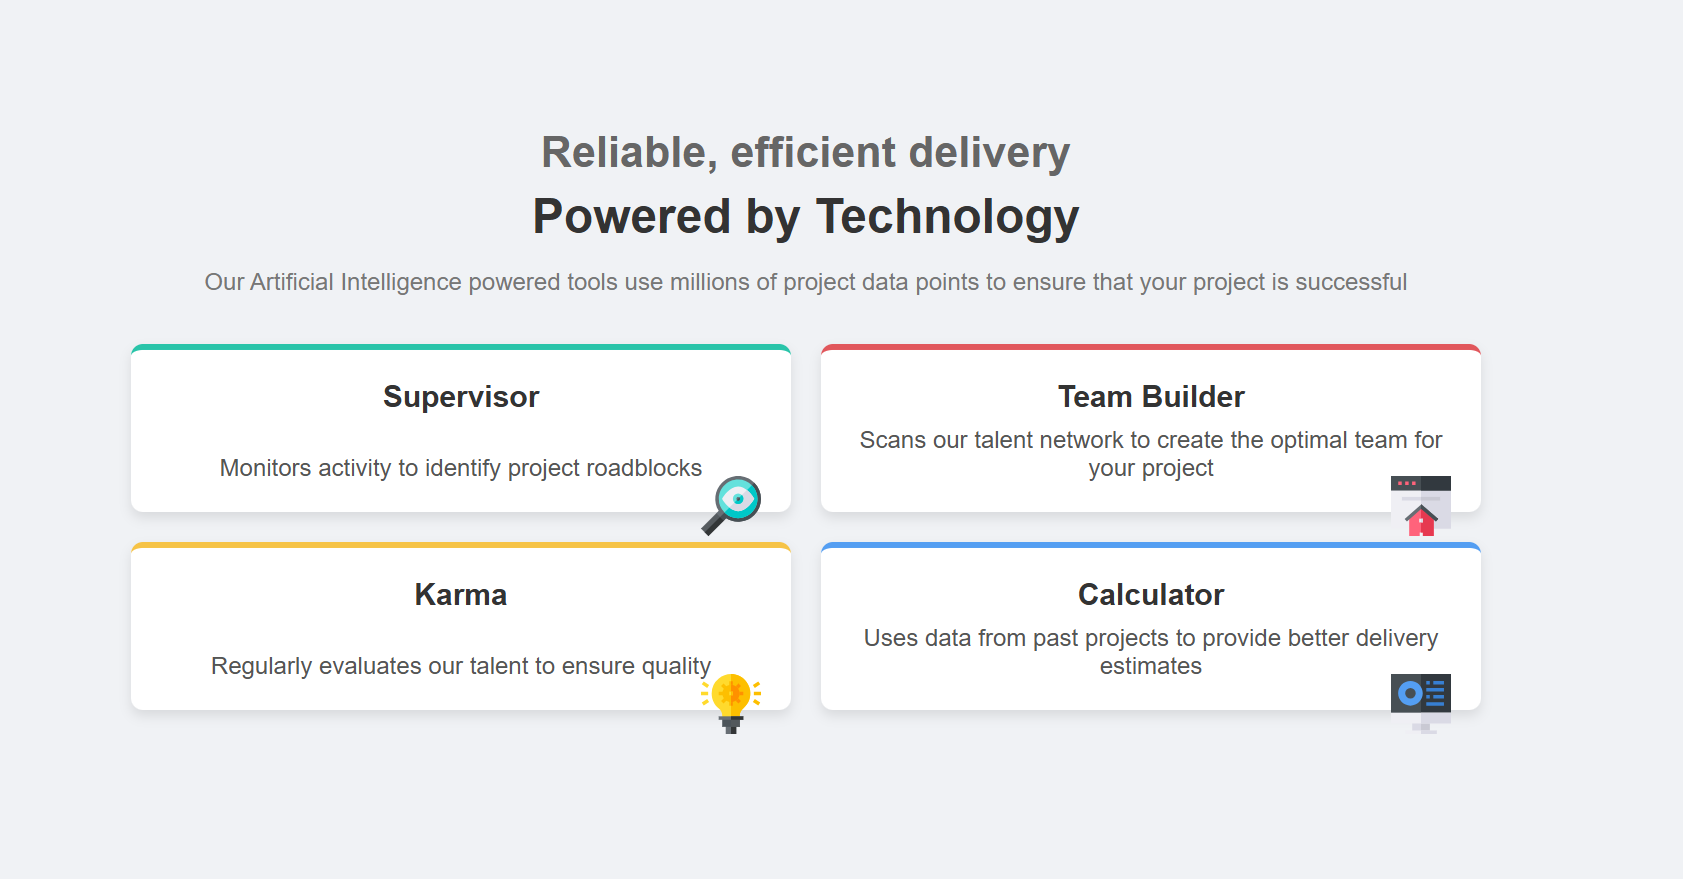 Reliable, efficient delivery
Powered by Technology
Our Artificial Intelligence powered tools use millions of project data points to ensure that your project is successful
Supervisor
Monitors activity to identify project roadblocks
Team Builder
Scans our talent network to create the optimal team for
your project
Karma
Regularly evaluates our talent to ensure quality
Calculator
Uses data from past projects to provide better delivery
estimates